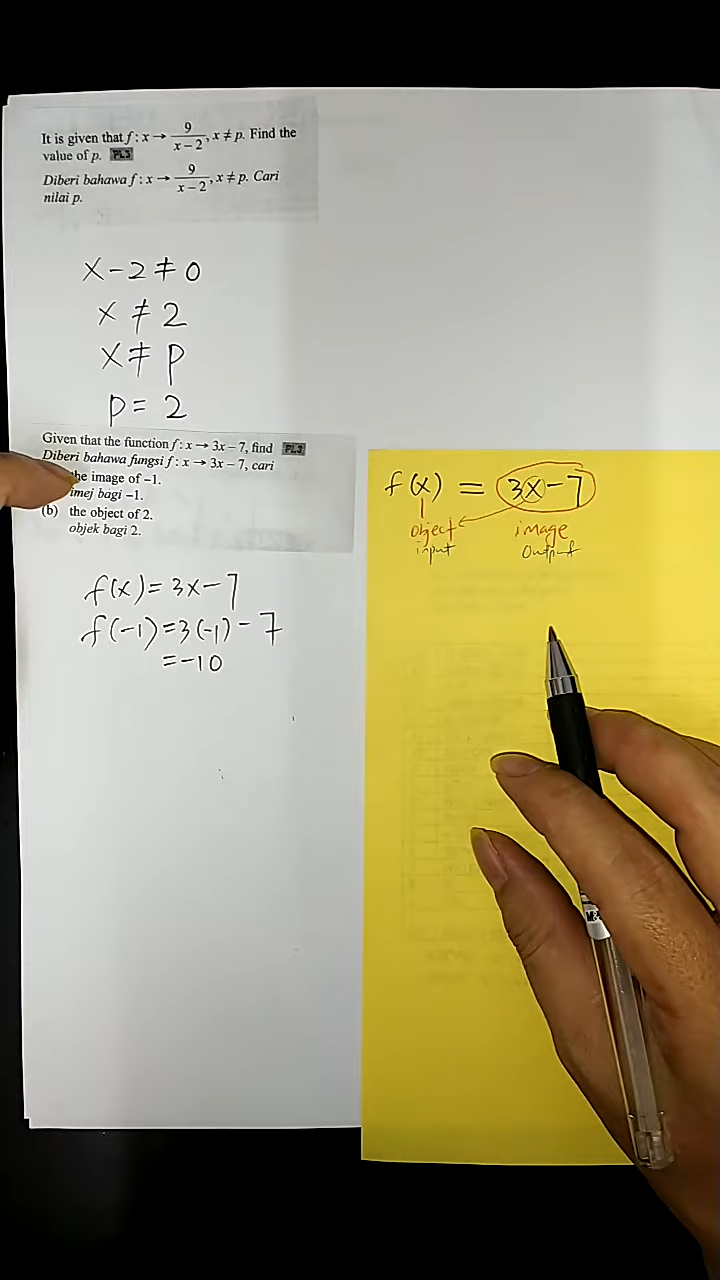 It is given that f : x → 9/(x − 2), x ≠ p. Find the
value of p. PL3
Diberi bahawa f : x → 9/(x − 2), x ≠ p. Cari
nilai p.
x − 2 ≠ 0
x ≠ 2
x ≠ p
p = 2
Given that the function f : x → 3x − 7, find PL3
Diberi bahawa fungsi f : x → 3x − 7, cari
the image of −1.
imej bagi −1.
(b) the object of 2.
objek bagi 2.
f(x) = 3x − 7
f(−1) = 3(−1) − 7
= −10
f(x) = 3x − 7
object image
input output